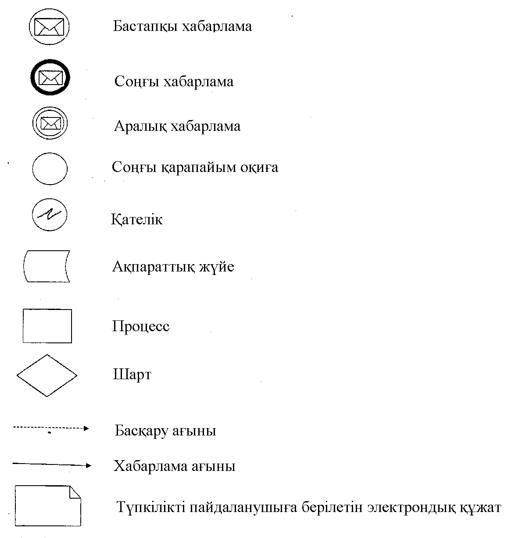 Бастапқы хабарлама
Соңғы хабарлама
Аралық хабарлама
Соңғы қарапайым оқиға
Қателік
Ақпараттық жүйе
Процесс
Шарт
Басқару ағыны
Хабарлама ағыны
Түпкілікті пайдаланушыға берілетін электрондық құжат